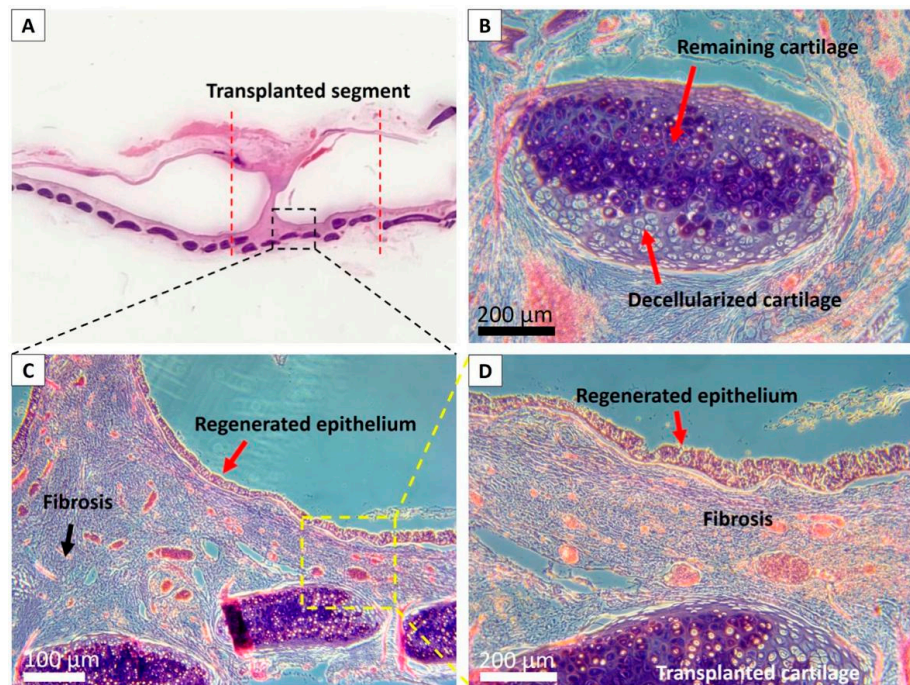 A
Transplanted segment
B
Remaining cartilage
Decellularized cartilage
200 µm
C
Regenerated epithelium
Fibrosis
100 µm
D
Regenerated epithelium
Fibrosis
Transplanted cartilage
200 µm